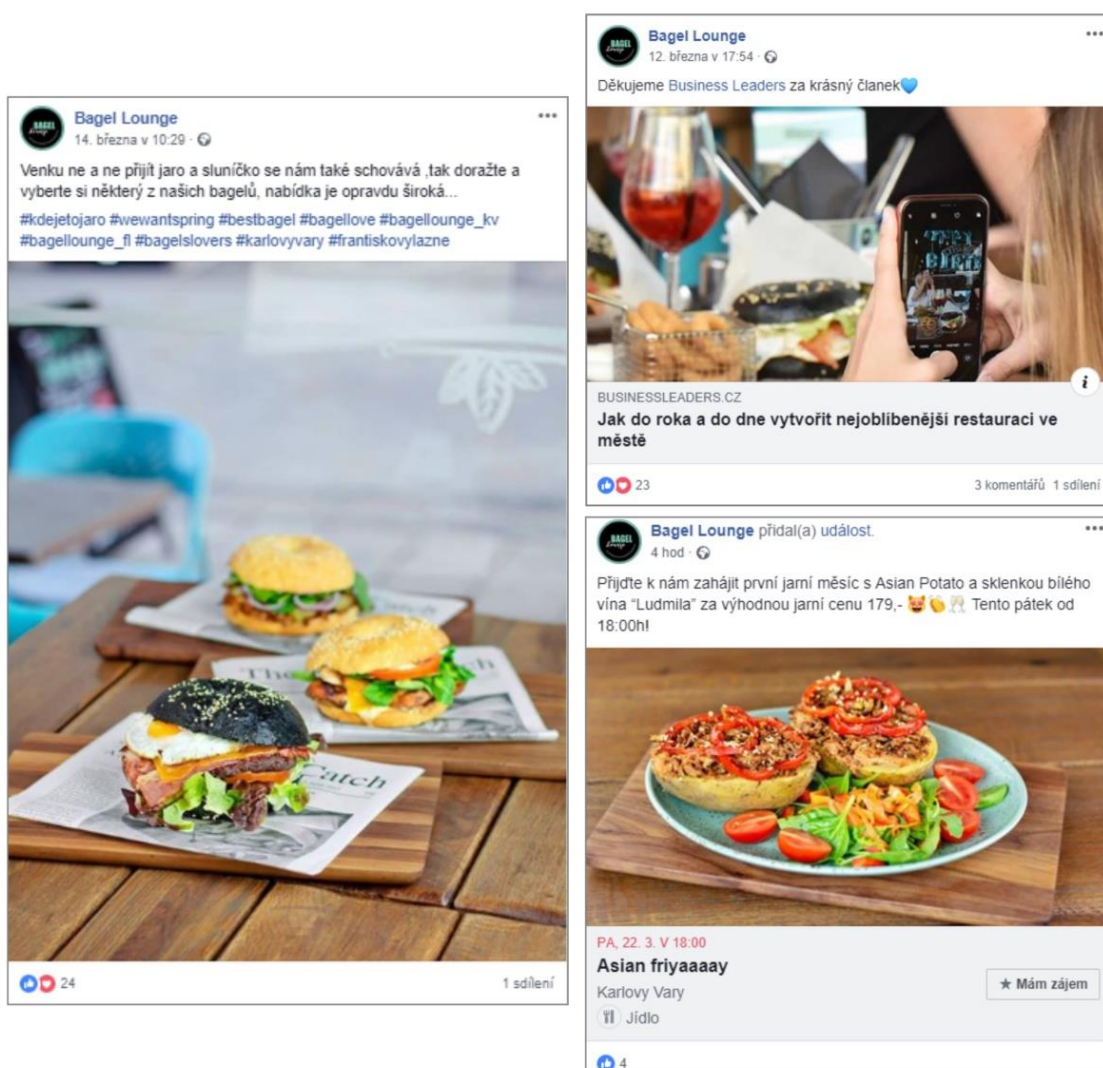 Bagel Lounge
14. března v 10:29
Venku ne a ne přijít jaro a sluníčko se nám také schovává ,tak doražte a
vyberte si některý z našich bagelů, nabídka je opravdu široká...
#kdejetojaro #wewantspring #bestbagel #bagellove #bagellounge_kv
#bagellounge_fl #bagelslovers #karlovyvary #frantiskovylazne
Catch
24
1 sdílení
Bagel Lounge
12. března v 17:54
Děkujeme Business Leaders za krásný članek💙
BUSINESSLEADERS.CZ
Jak do roka a do dne vytvořit nejoblíbenější restauraci ve
městě
23
3 komentářů 1 sdílení
Bagel Lounge přidal(a) událost.
4 hod
Přijďte k nám zahájit první jarní měsíc s Asian Potato a sklenkou bílého
vína “Ludmila” za výhodnou jarní cenu 179,- 😻👏🥂 Tento pátek od
18:00h!
PA, 22. 3. V 18:00
Asian friyaaaay
Karlovy Vary
★ Mám zájem
Jídlo
4